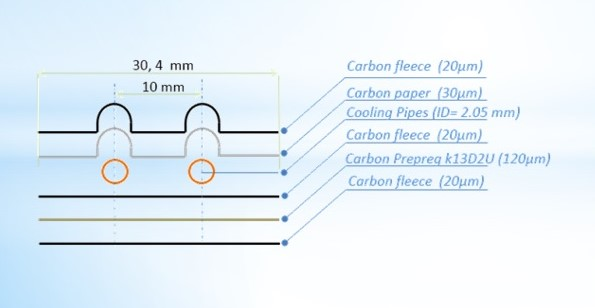 30, 4 mm
10 mm
Carbon fleece (20µm)
Carbon paper (30µm)
Cooling Pipes (ID= 2.05 mm)
Carbon fleece (20µm)
Carbon Prepreg k13D2U (120µm)
Carbon fleece (20µm)